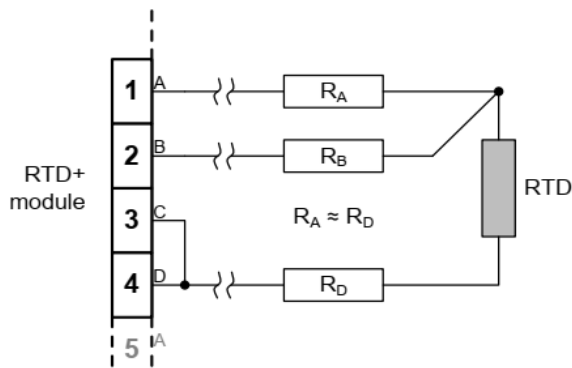 1 A R_A
2 B R_B
RTD+
module
RTD
3 C
R_A ≈ R_D
4 D R_D
5 A